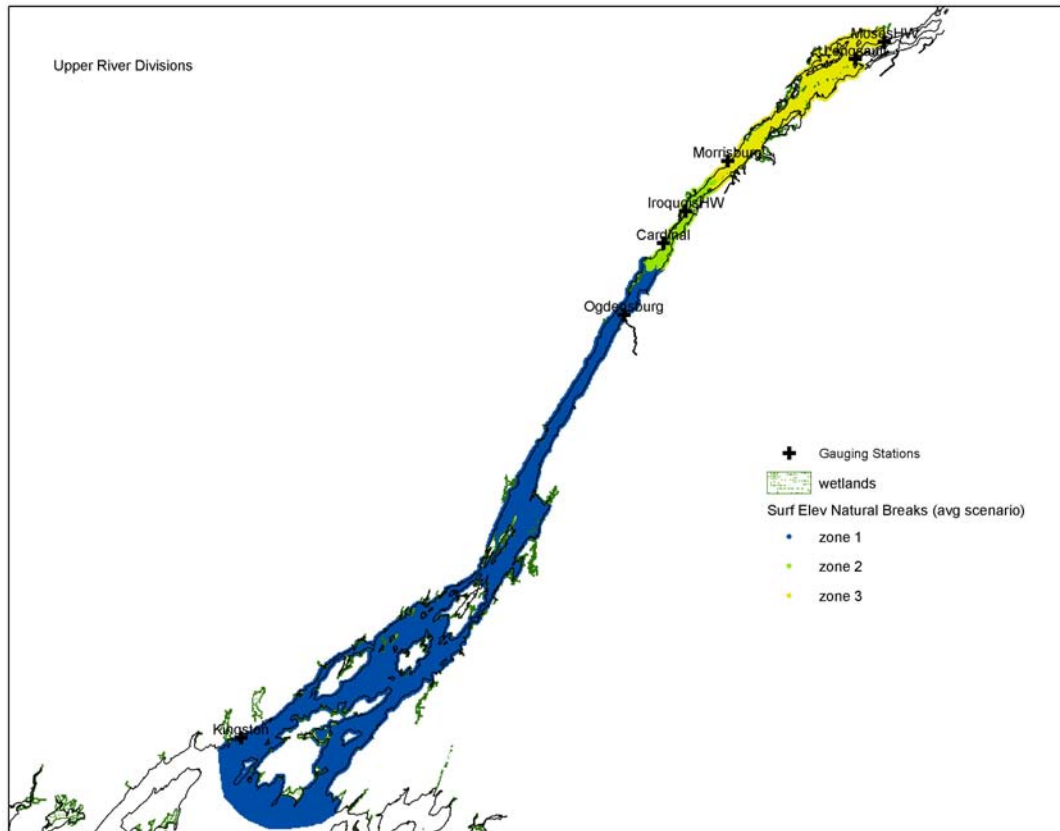 MosesHW
Upper River Divisions
Morrisburg
IroquoisHW
Cardinal
Ogdensburg
Gauging Stations
wetlands
Surf Elev Natural Breaks (avg scenario)
zone 1
zone 2
zone 3
Kingston